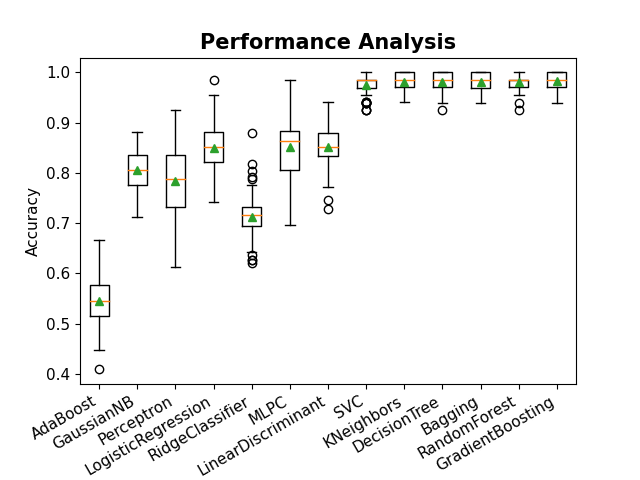 Performance Analysis
Accuracy
1.0
0.9
0.8
0.7
0.6
0.5
0.4
AdaBoost
GaussianNB
Perceptron
LogisticRegression
RidgeClassifier
MLPC
LinearDiscriminant
SVC
KNeighbors
DecisionTree
Bagging
RandomForest
GradientBoosting